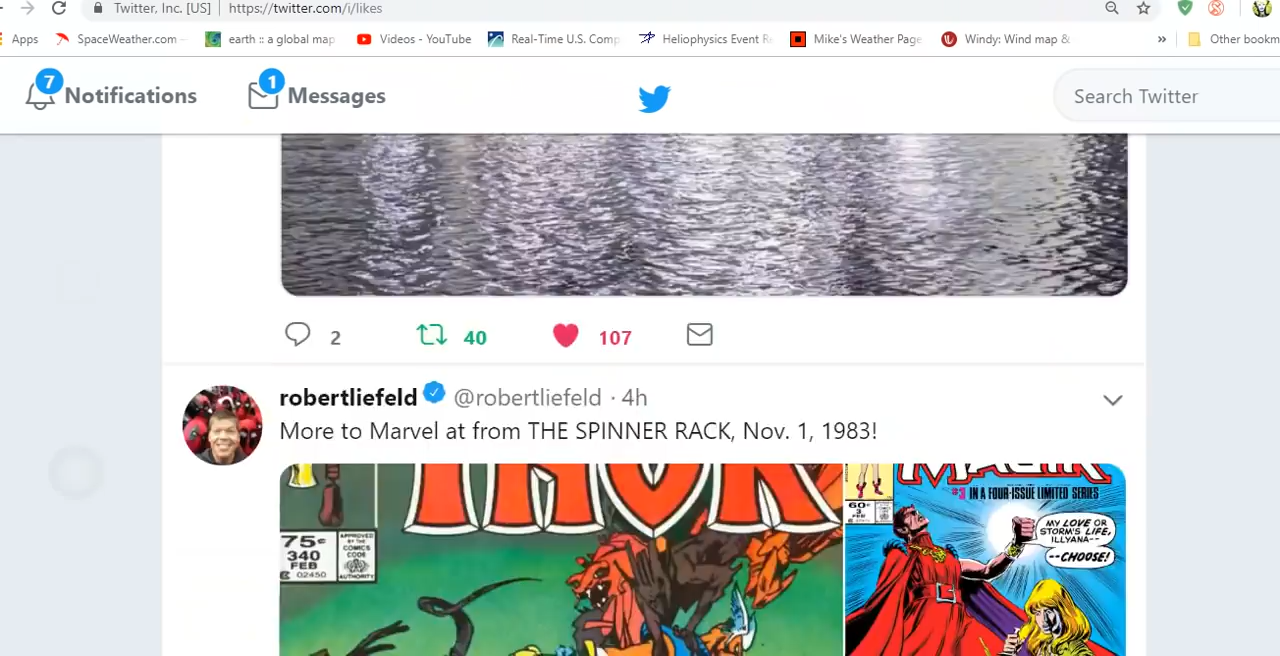 Twitter, Inc. [US] | https://twitter.com/i/likes
Apps SpaceWeather.com earth :: a global map Videos - YouTube Real-Time U.S. Comp Heliophysics Event Re Mike's Weather Page Windy: Wind map & » Other bookm
7 Notifications 1 Messages Search Twitter
2 40 107
robertliefeld @robertliefeld · 4h
More to Marvel at from THE SPINNER RACK, Nov. 1, 1983!
THOR
75¢
340
FEB
02450
APPROVED BY THE COMICS CODE AUTHORITY
MAGIK
#3 IN A FOUR-ISSUE LIMITED SERIES
60¢
3
FEB
MY LOVE OR
STORM'S LIFE,
ILLYANA--
--CHOOSE!